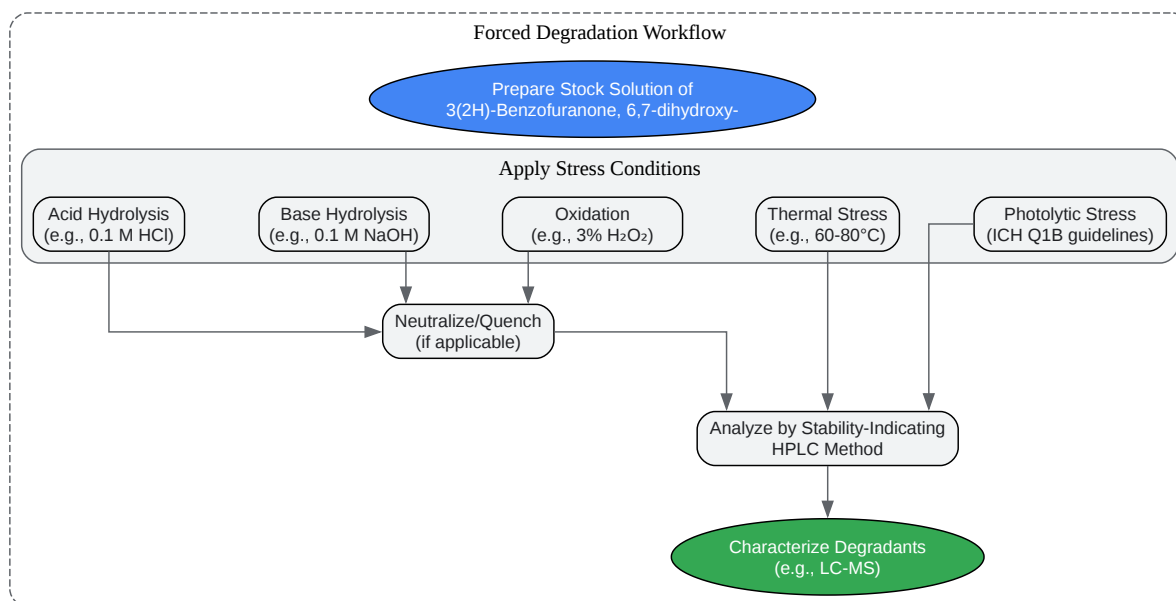 Forced Degradation Workflow
Prepare Stock Solution of
3(2H)-Benzofuranone, 6,7-dihydroxy-
Apply Stress Conditions
Acid Hydrolysis
(e.g., 0.1 M HCl)
Base Hydrolysis
(e.g., 0.1 M NaOH)
Oxidation
(e.g., 3% H₂O₂)
Thermal Stress
(e.g., 60-80°C)
Photolytic Stress
(ICH Q1B guidelines)
Neutralize/Quench
(if applicable)
Analyze by Stability-Indicating
HPLC Method
Characterize Degradants
(e.g., LC-MS)